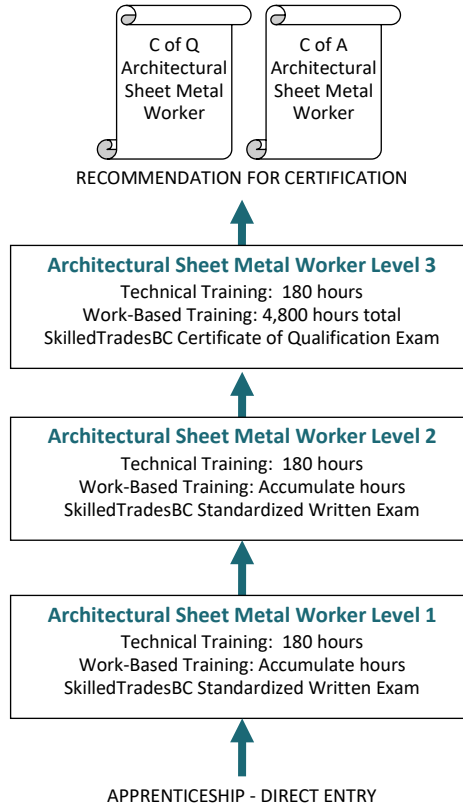 C of Q
Architectural
Sheet Metal
Worker
C of A
Architectural
Sheet Metal
Worker
RECOMMENDATION FOR CERTIFICATION
Architectural Sheet Metal Worker Level 3
Technical Training: 180 hours
Work-Based Training: 4,800 hours total
SkilledTradesBC Certificate of Qualification Exam
Architectural Sheet Metal Worker Level 2
Technical Training: 180 hours
Work-Based Training: Accumulate hours
SkilledTradesBC Standardized Written Exam
Architectural Sheet Metal Worker Level 1
Technical Training: 180 hours
Work-Based Training: Accumulate hours
SkilledTradesBC Standardized Written Exam
APPRENTICESHIP - DIRECT ENTRY